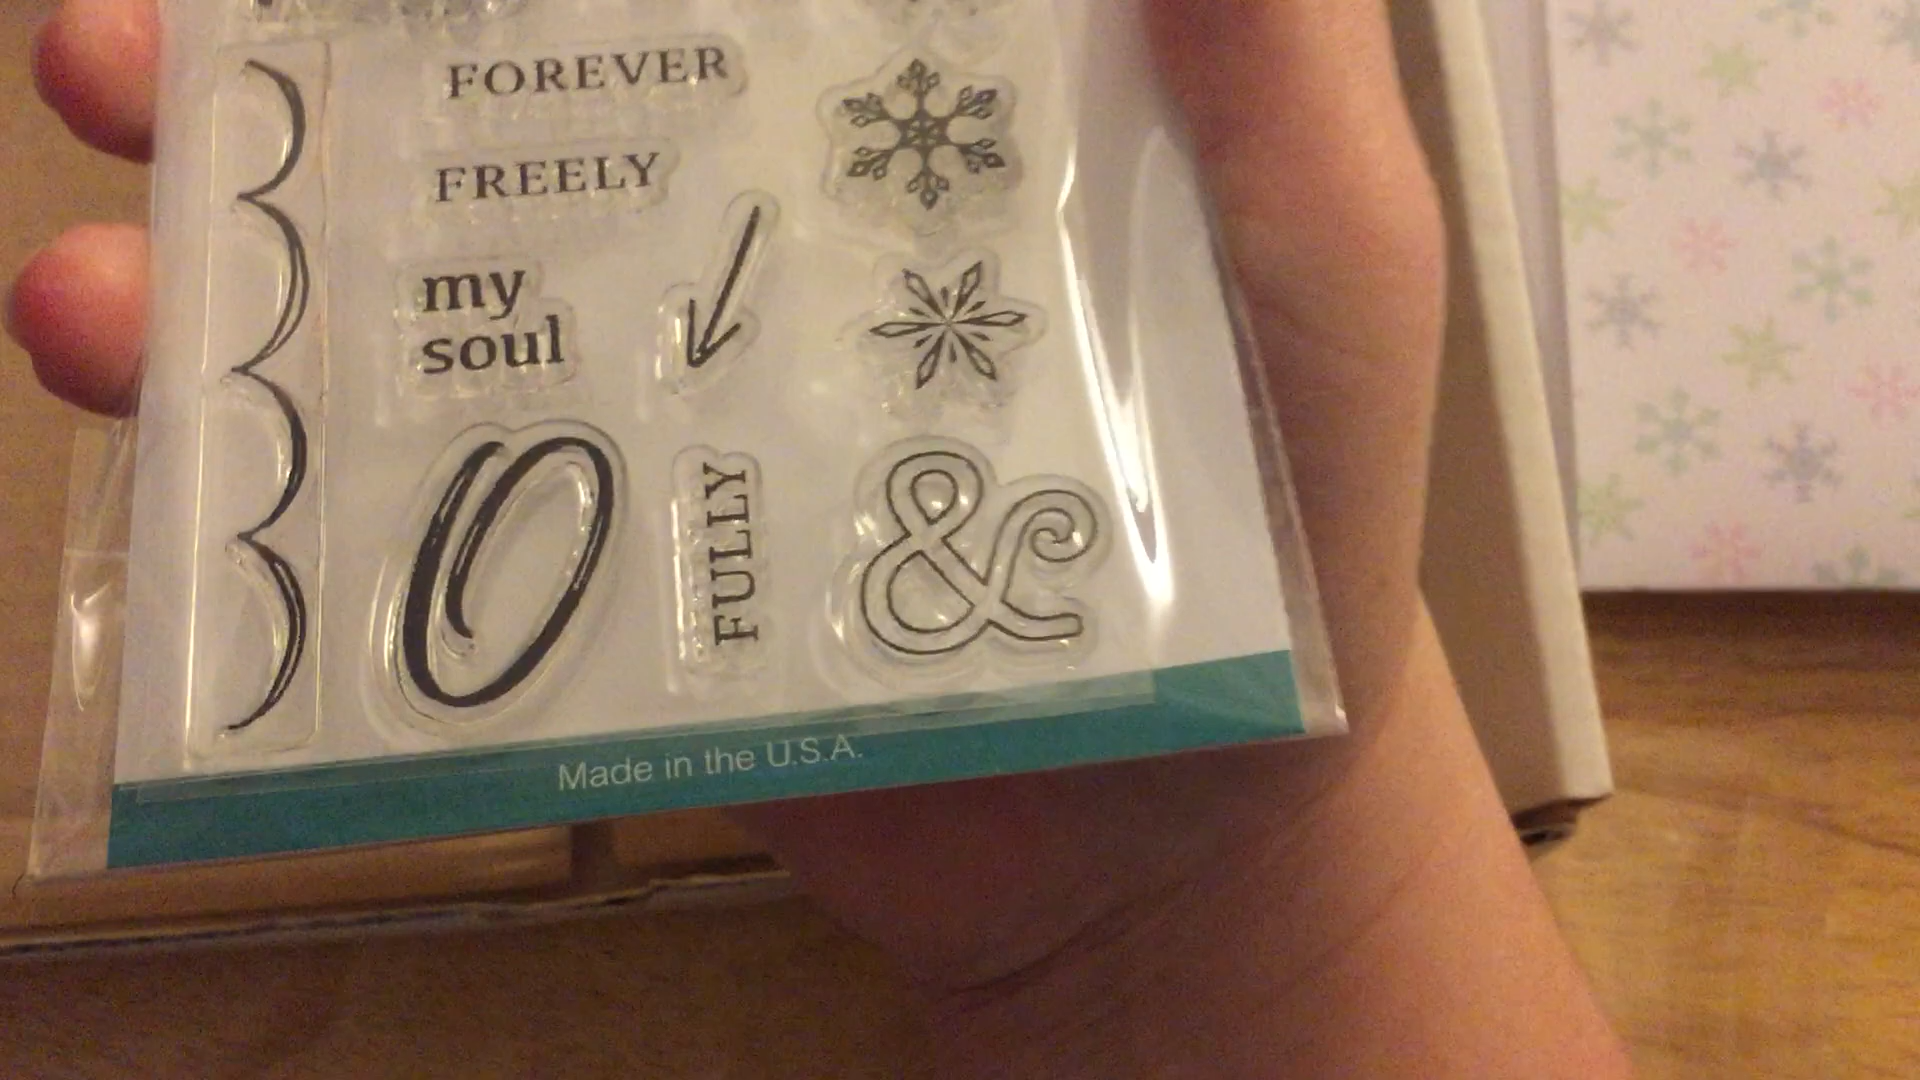 FOREVER
FREELY
my
soul
O
FULLY
&
Made in the U.S.A.